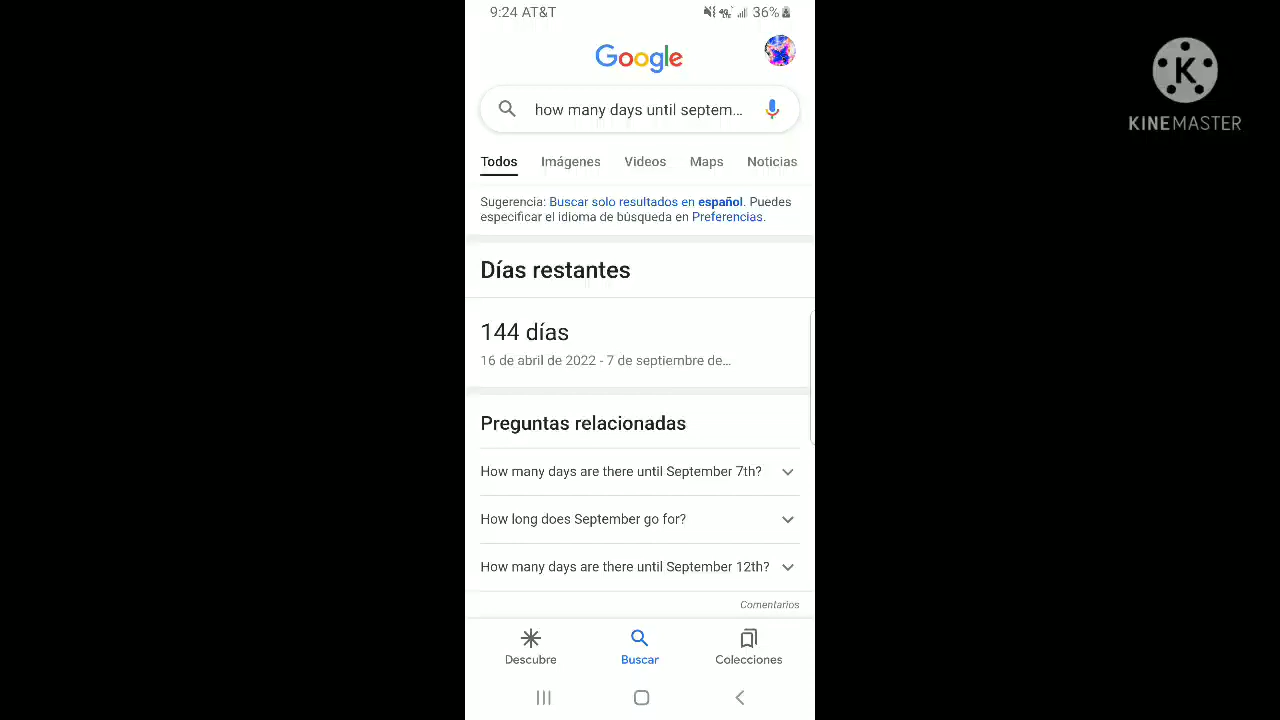 9:24 AT&T 36%
Google
how many days until septem...
Todos Imágenes Videos Maps Noticias
Sugerencia: Buscar solo resultados en español. Puedes
especificar el idioma de búsqueda en Preferencias.
Días restantes
144 días
16 de abril de 2022 - 7 de septiembre de...
Preguntas relacionadas
How many days are there until September 7th?
How long does September go for?
How many days are there until September 12th?
Comentarios
Descubre Buscar Colecciones
K
KINEMASTER